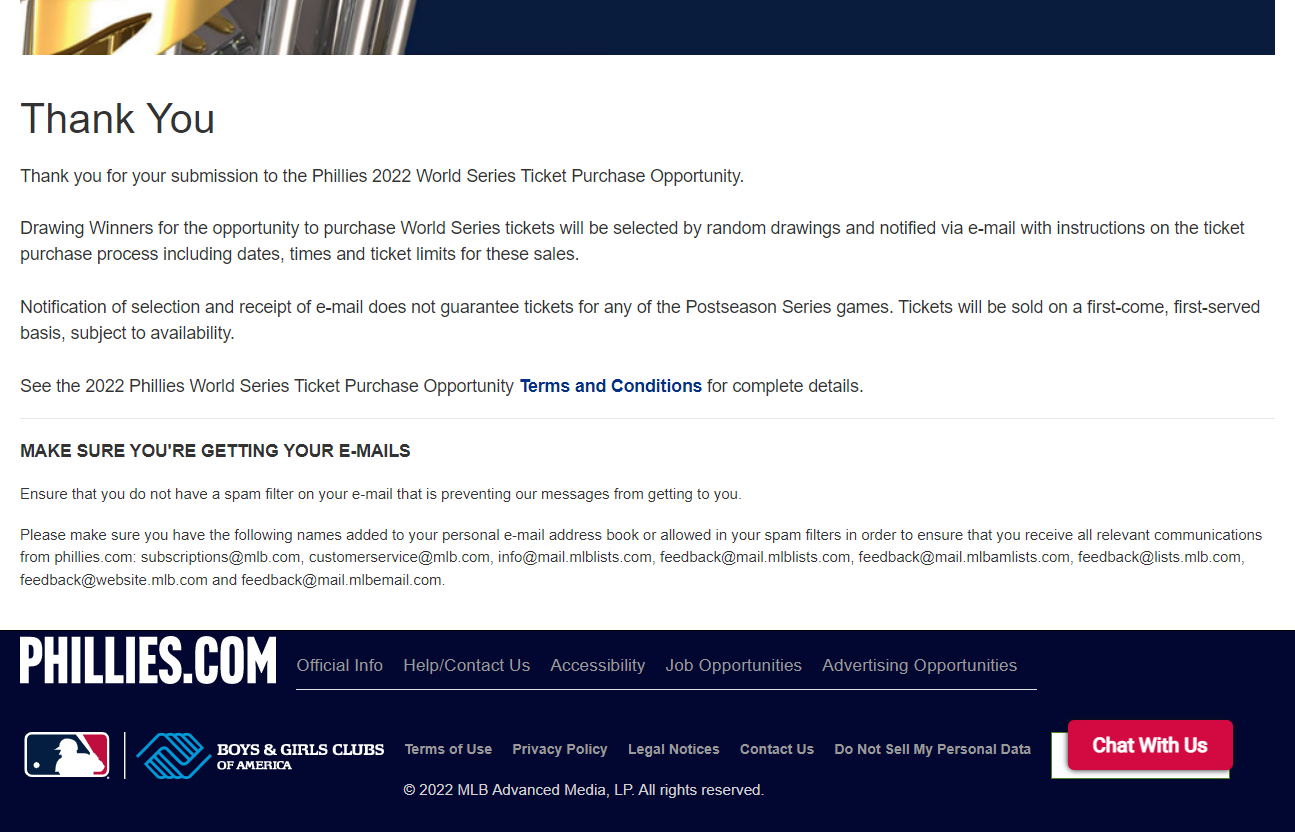 Thank You
Thank you for your submission to the Phillies 2022 World Series Ticket Purchase Opportunity.
Drawing Winners for the opportunity to purchase World Series tickets will be selected by random drawings and notified via e-mail with instructions on the ticket
purchase process including dates, times and ticket limits for these sales.
Notification of selection and receipt of e-mail does not guarantee tickets for any of the Postseason Series games. Tickets will be sold on a first-come, first-served
basis, subject to availability.
See the 2022 Phillies World Series Ticket Purchase Opportunity Terms and Conditions for complete details.
MAKE SURE YOU'RE GETTING YOUR E-MAILS
Ensure that you do not have a spam filter on your e-mail that is preventing our messages from getting to you.
Please make sure you have the following names added to your personal e-mail address book or allowed in your spam filters in order to ensure that you receive all relevant communications
from phillies.com: subscriptions@mlb.com, customerservice@mlb.com, info@mail.mlblists.com, feedback@mail.mlblists.com, feedback@mail.mlbamlists.com, feedback@lists.mlb.com,
feedback@website.mlb.com and feedback@mail.mlbemail.com.
PHILLIES.COM
Official Info Help/Contact Us Accessibility Job Opportunities Advertising Opportunities
BOYS & GIRLS CLUBS
OF AMERICA
Terms of Use Privacy Policy Legal Notices Contact Us Do Not Sell My Personal Data
Chat With Us
© 2022 MLB Advanced Media, LP. All rights reserved.